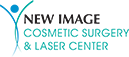 NEW IMAGE
COSMETIC SURGERY
& LASER CENTER